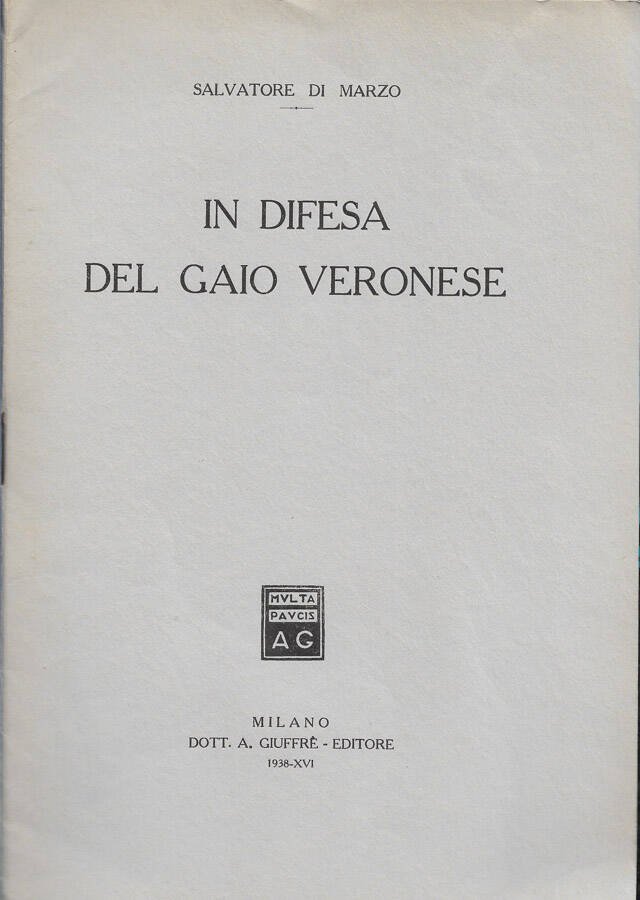 SALVATORE DI MARZO
IN DIFESA
DEL GAIO VERONESE
MVLTA
PAVCIS
AG
MILANO
DOTT. A. GIUFFRÈ - EDITORE
1938-XVI